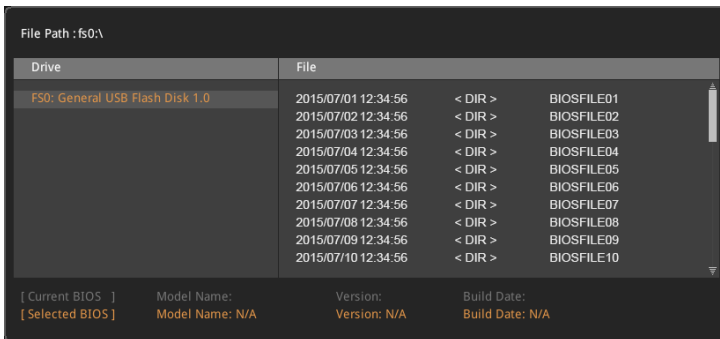 File Path : fs0:\
Drive File
FS0: General USB Flash Disk 1.0
2015/07/01 12:34:56 < DIR > BIOSFILE01
2015/07/02 12:34:56 < DIR > BIOSFILE02
2015/07/03 12:34:56 < DIR > BIOSFILE03
2015/07/04 12:34:56 < DIR > BIOSFILE04
2015/07/05 12:34:56 < DIR > BIOSFILE05
2015/07/06 12:34:56 < DIR > BIOSFILE06
2015/07/07 12:34:56 < DIR > BIOSFILE07
2015/07/08 12:34:56 < DIR > BIOSFILE08
2015/07/09 12:34:56 < DIR > BIOSFILE09
2015/07/10 12:34:56 < DIR > BIOSFILE10
[ Current BIOS ] Model Name: Version: Build Date:
[ Selected BIOS ] Model Name: N/A Version: N/A Build Date: N/A